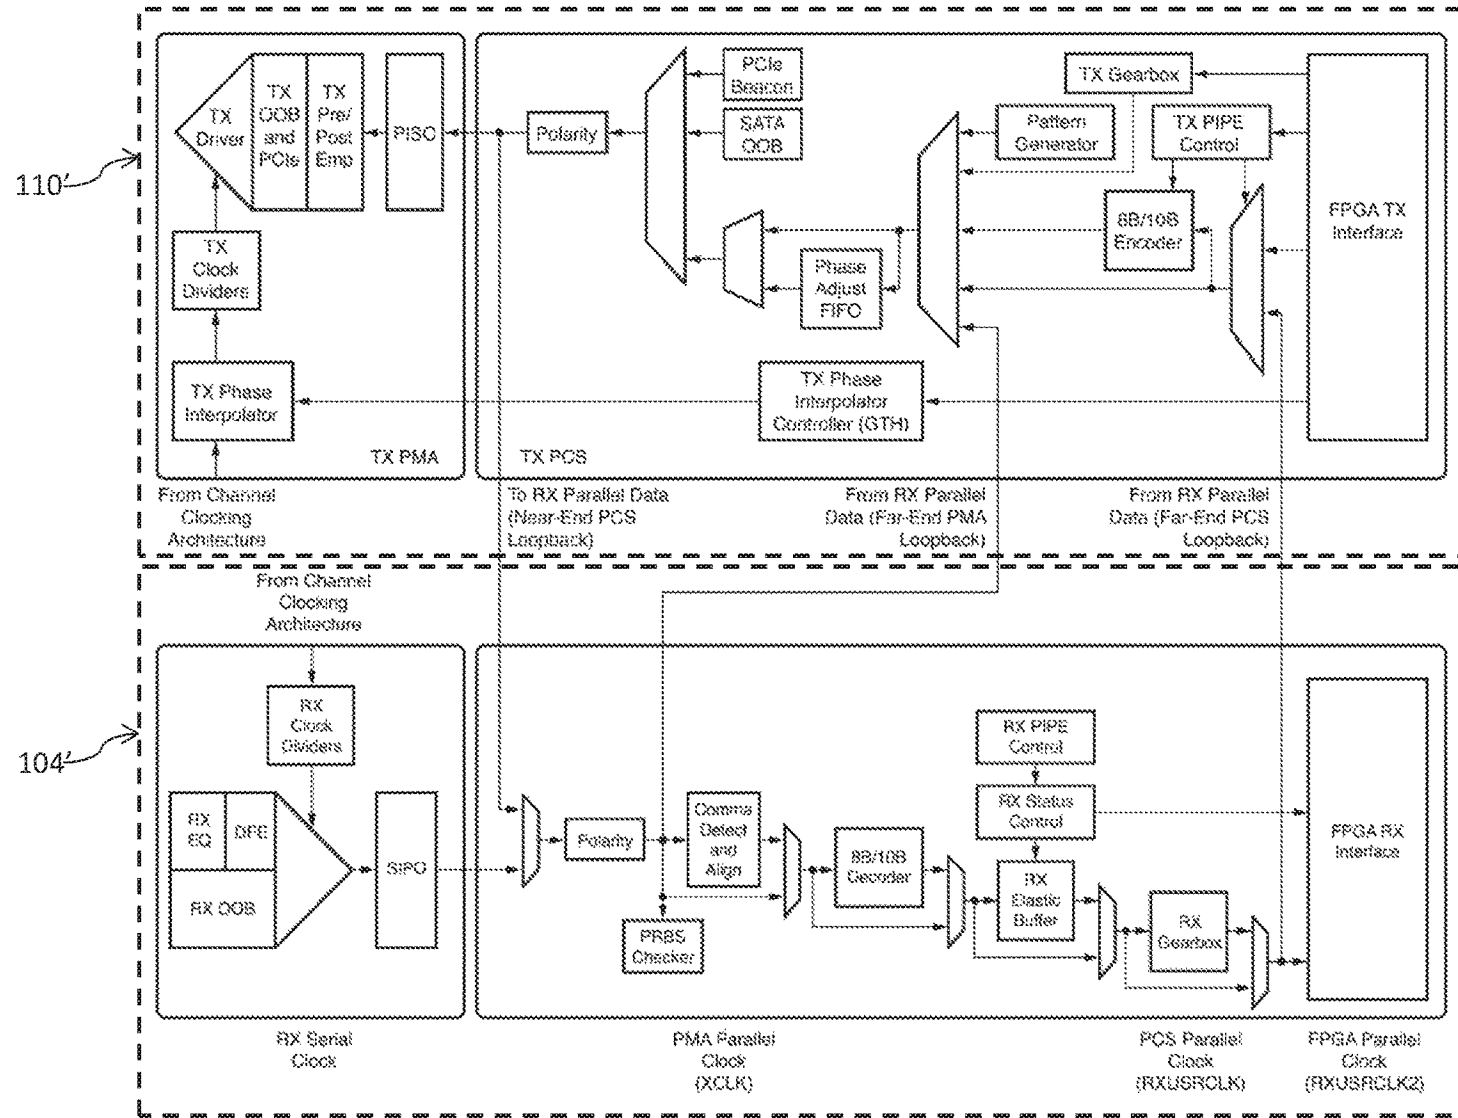 110'
TX
Driver
TX
OOB
and
PCIe
TX
Pre/
Post
Emp
PISO
Polarity
PCIe
Beacon
SATA
OOB
TX Gearbox
Pattern
Generator
TX PIPE
Control
FPGA TX
Interface
8B/10B
Encoder
TX
Clock
Dividers
Phase
Adjust
FIFO
TX Phase
Interpolator
TX Phase
Interpolator
Controller (GTH)
TX PMA
TX PCS
From Channel
Clocking
Architecture
To RX Parallel Data
(Near-End PCS
Loopback)
From RX Parallel
Data (Far-End PMA
Loopback)
From RX Parallel
Data (Far-End PCS
Loopback)
104'
From Channel
Clocking
Architecture
RX
Clock
Dividers
RX
EQ
DFE
RX OOB
SIPO
Polarity
PRBS
Checker
Comma
Detect
and
Align
8B/10B
Decoder
RX PIPE
Control
RX Status
Control
RX
Elastic
Buffer
RX
Gearbox
FPGA RX
Interface
RX Serial
Clock
PMA Parallel
Clock
(XCLK)
PCS Parallel
Clock
(RXUSRCLK)
FPGA Parallel
Clock
(RXUSRCLK2)